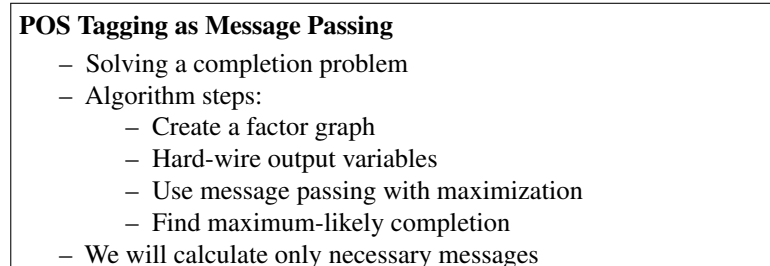 POS Tagging as Message Passing
– Solving a completion problem
– Algorithm steps:
– Create a factor graph
– Hard-wire output variables
– Use message passing with maximization
– Find maximum-likely completion
– We will calculate only necessary messages